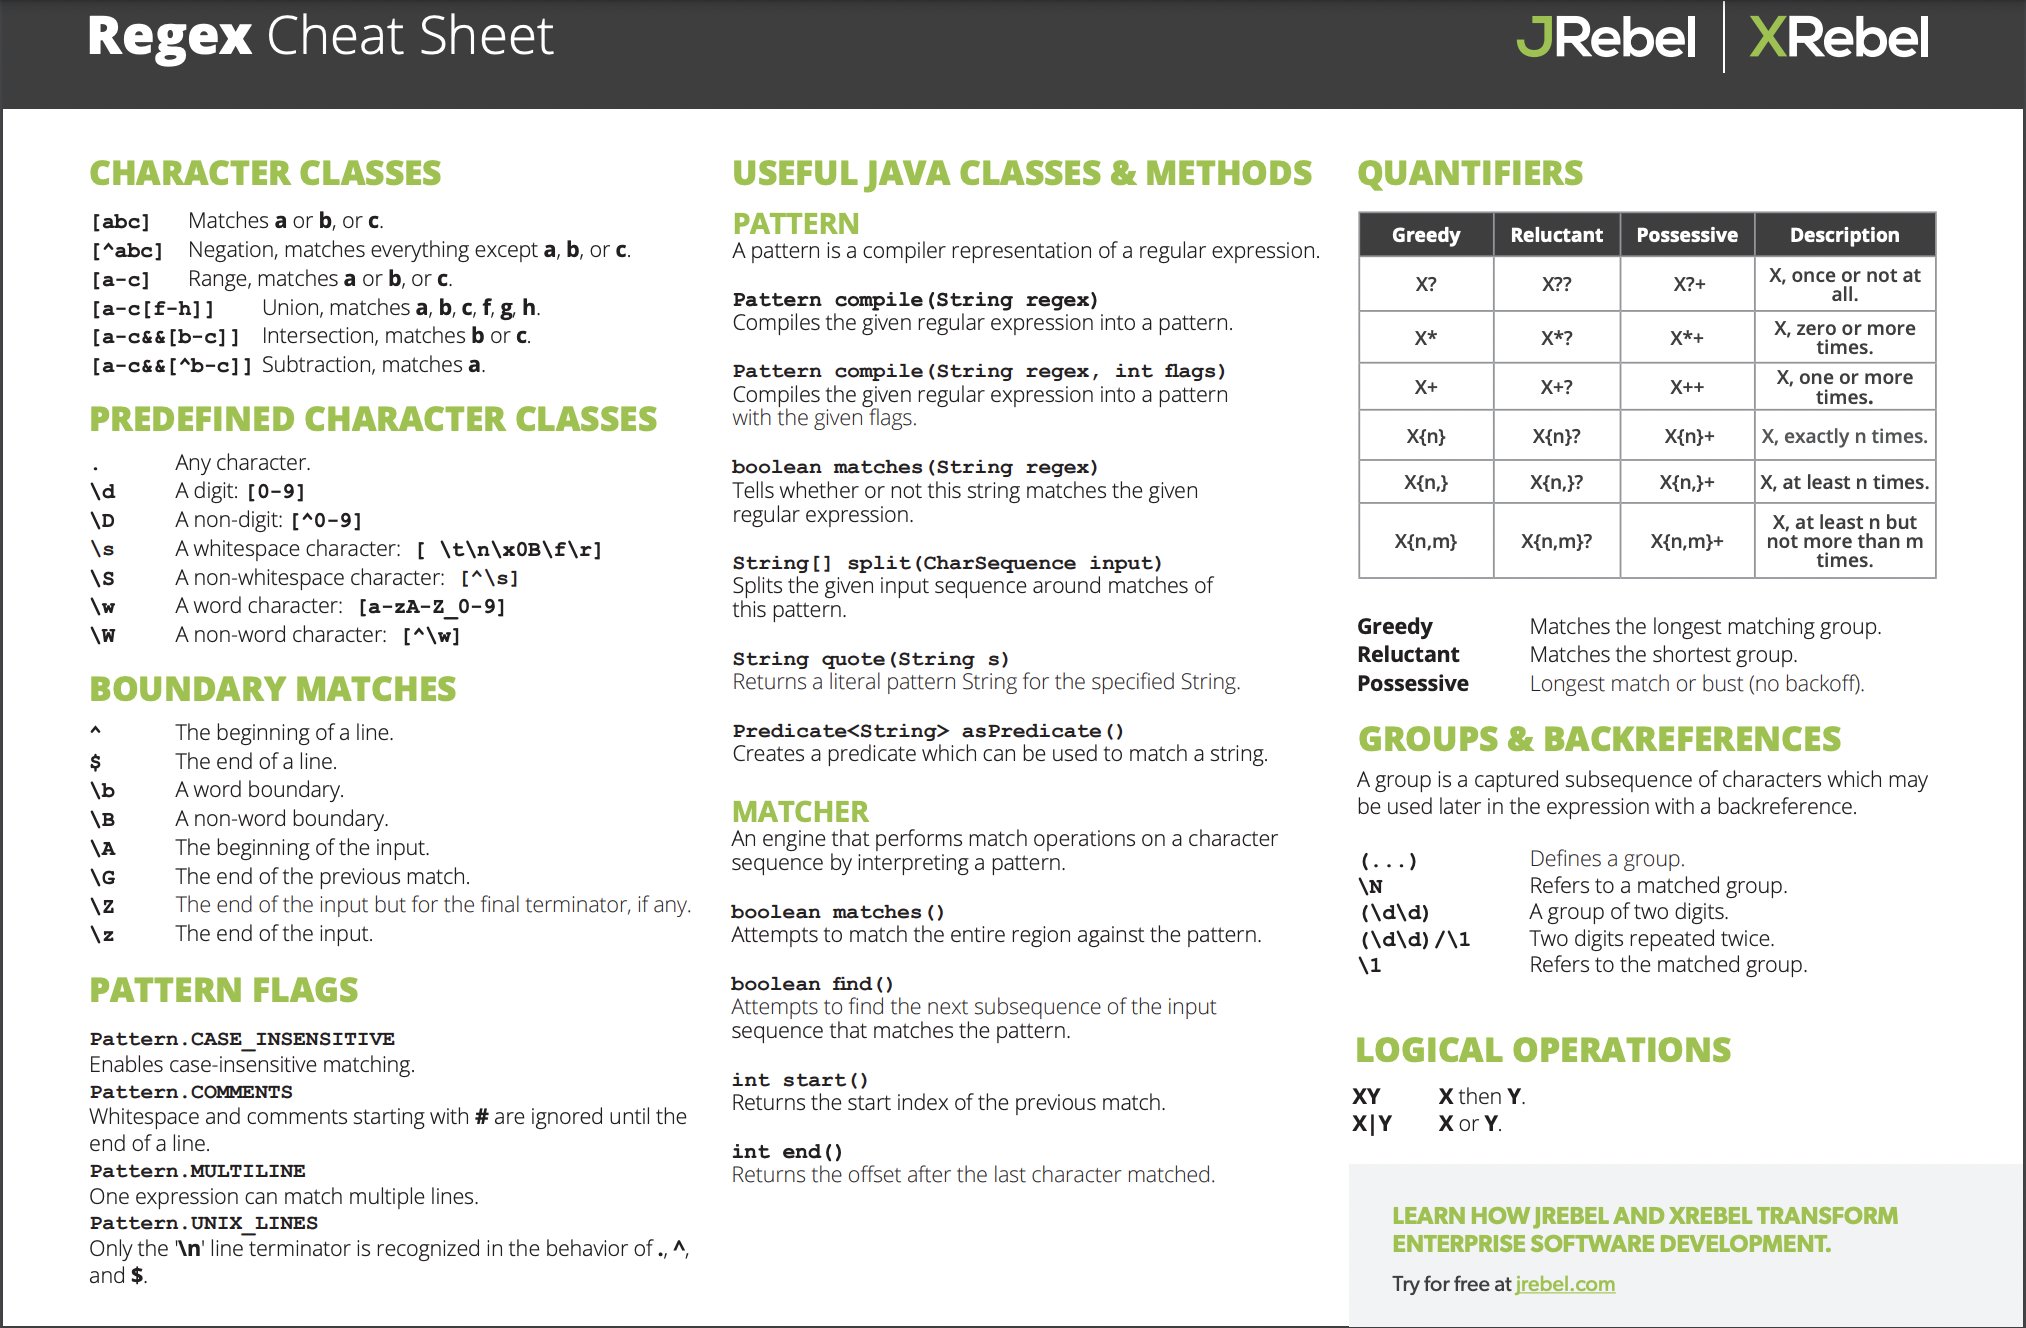 Regex Cheat Sheet
JRebel | XRebel
CHARACTER CLASSES
[abc] Matches a or b, or c.
[^abc] Negation, matches everything except a, b, or c.
[a-c] Range, matches a or b, or c.
[a-c[f-h]] Union, matches a, b, c, f, g, h.
[a-c&&[b-c]] Intersection, matches b or c.
[a-c&&[^b-c]] Subtraction, matches a.
PREDEFINED CHARACTER CLASSES
. Any character.
\d A digit: [0-9]
\D A non-digit: [^0-9]
\s A whitespace character: [ \t\n\x0B\f\r]
\S A non-whitespace character: [^\s]
\w A word character: [a-zA-Z_0-9]
\W A non-word character: [^\w]
BOUNDARY MATCHES
^ The beginning of a line.
$ The end of a line.
\b A word boundary.
\B A non-word boundary.
\A The beginning of the input.
\G The end of the previous match.
\Z The end of the input but for the final terminator, if any.
\z The end of the input.
PATTERN FLAGS
Pattern.CASE_INSENSITIVE
Enables case-insensitive matching.
Pattern.COMMENTS
Whitespace and comments starting with # are ignored until the
end of a line.
Pattern.MULTILINE
One expression can match multiple lines.
Pattern.UNIX_LINES
Only the '\n' line terminator is recognized in the behavior of ., ^,
and $.
USEFUL JAVA CLASSES & METHODS
PATTERN
A pattern is a compiler representation of a regular expression.
Pattern compile(String regex)
Compiles the given regular expression into a pattern.
Pattern compile(String regex, int flags)
Compiles the given regular expression into a pattern
with the given flags.
boolean matches(String regex)
Tells whether or not this string matches the given
regular expression.
String[] split(CharSequence input)
Splits the given input sequence around matches of
this pattern.
String quote(String s)
Returns a literal pattern String for the specified String.
Predicate<String> asPredicate()
Creates a predicate which can be used to match a string.
MATCHER
An engine that performs match operations on a character
sequence by interpreting a pattern.
boolean matches()
Attempts to match the entire region against the pattern.
boolean find()
Attempts to find the next subsequence of the input
sequence that matches the pattern.
int start()
Returns the start index of the previous match.
int end()
Returns the offset after the last character matched.
QUANTIFIERS
Greedy Reluctant Possessive Description
X? X?? X?+ X, once or not at
all.
X* X*? X*+ X, zero or more
times.
X+ X+? X++ X, one or more
times.
X{n} X{n}? X{n}+ X, exactly n times.
X{n,} X{n,}? X{n,}+ X, at least n times.
X{n,m} X{n,m}? X{n,m}+ X, at least n but
not more than m
times.
Greedy Matches the longest matching group.
Reluctant Matches the shortest group.
Possessive Longest match or bust (no backoff).
GROUPS & BACKREFERENCES
A group is a captured subsequence of characters which may
be used later in the expression with a backreference.
(...) Defines a group.
\N Refers to a matched group.
(\d\d) A group of two digits.
(\d\d)/\1 Two digits repeated twice.
\1 Refers to the matched group.
LOGICAL OPERATIONS
XY X then Y.
X|Y X or Y.
LEARN HOW JREBEL AND XREBEL TRANSFORM
ENTERPRISE SOFTWARE DEVELOPMENT.
Try for free at jrebel.com